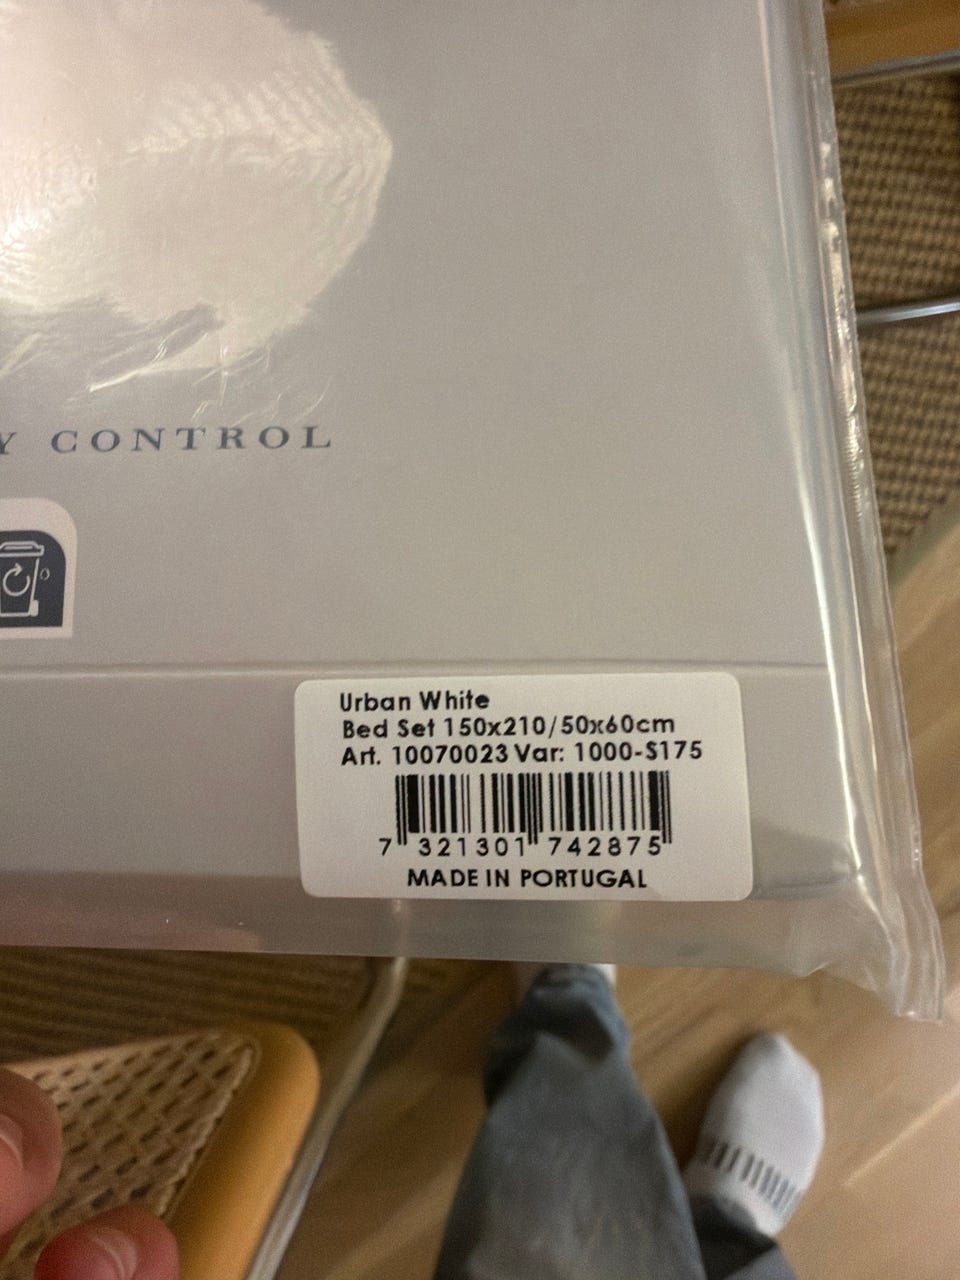 Y CONTROL
Urban White
Bed Set 150x210/50x60cm
Art. 10070023 Var: 1000-S175
7 321301 742875
MADE IN PORTUGAL